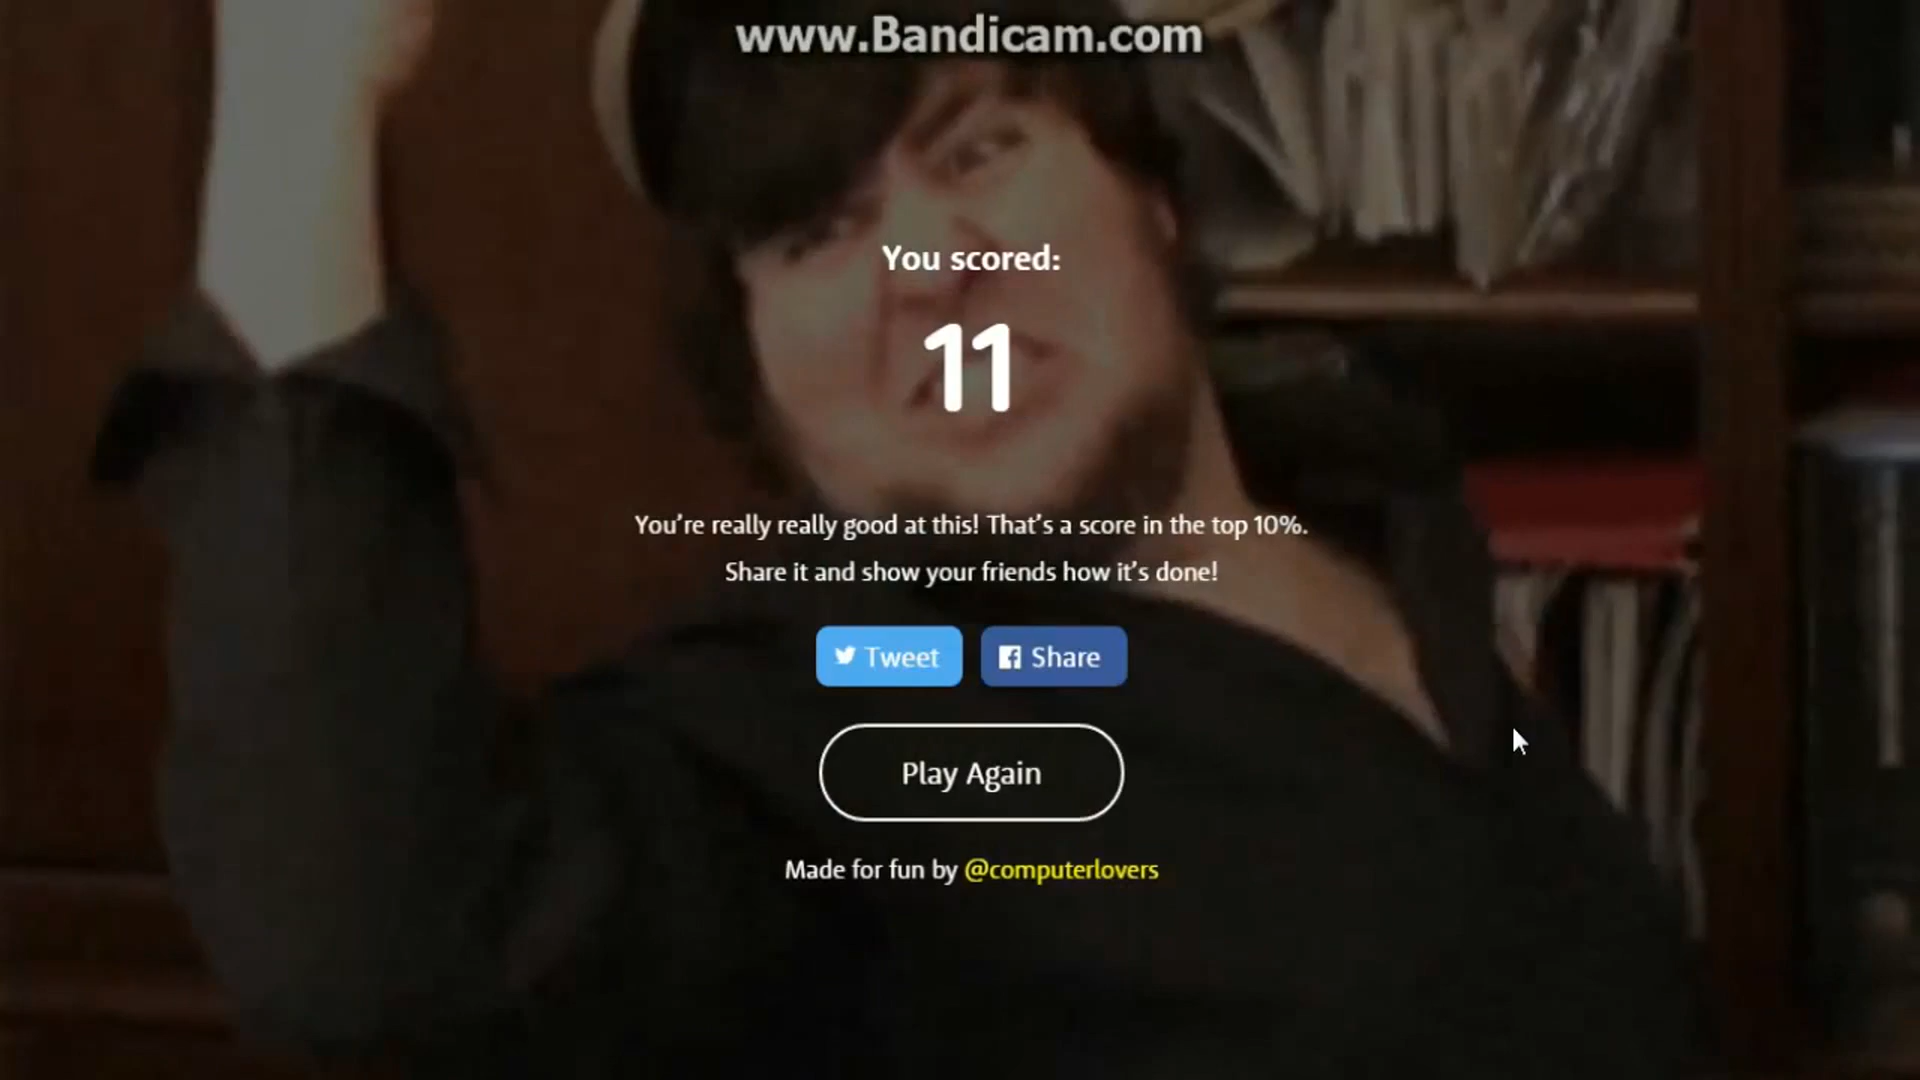 www.Bandicam.com
You scored:
11
You're really really good at this! That's a score in the top 10%.
Share it and show your friends how it's done!
Tweet
Share
Play Again
Made for fun by @computerlovers